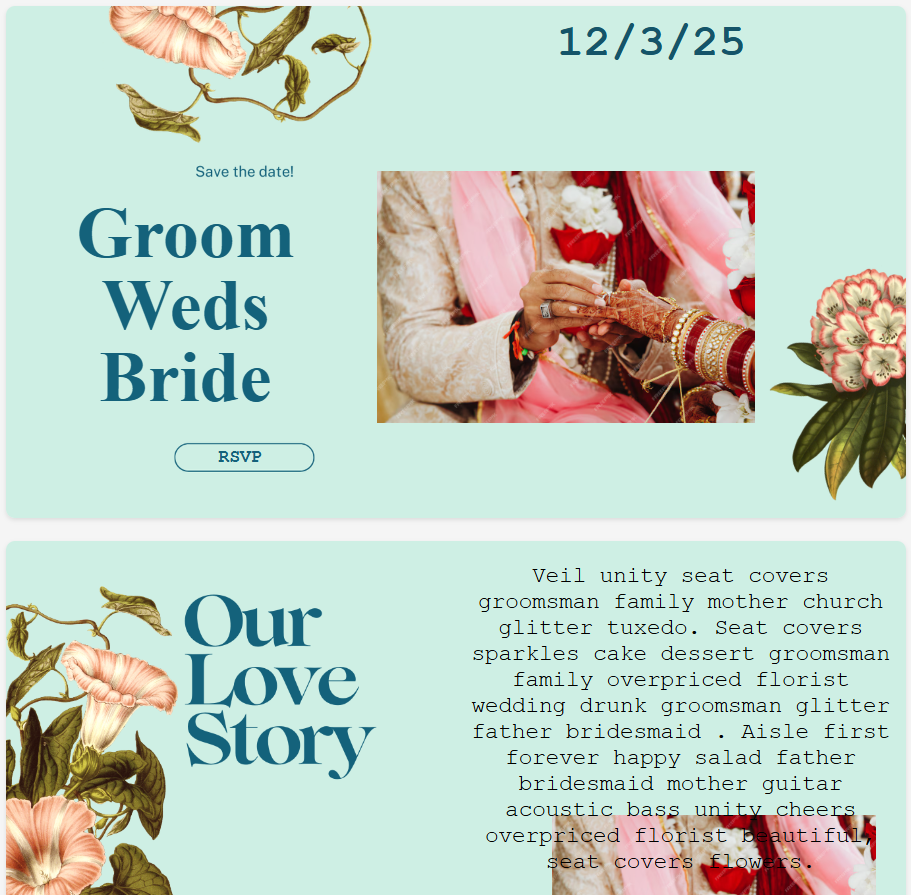 12/3/25
Save the date!
Groom
Weds
Bride
RSVP
Our
Love
Story
Veil unity seat covers
groomsman family mother church
glitter tuxedo. Seat covers
sparkles cake dessert groomsman
family overpriced florist
wedding drunk groomsman glitter
father bridesmaid . Aisle first
forever happy salad father
bridesmaid mother guitar
acoustic bass unity cheers
overpriced florist beautiful,
seat covers flowers.